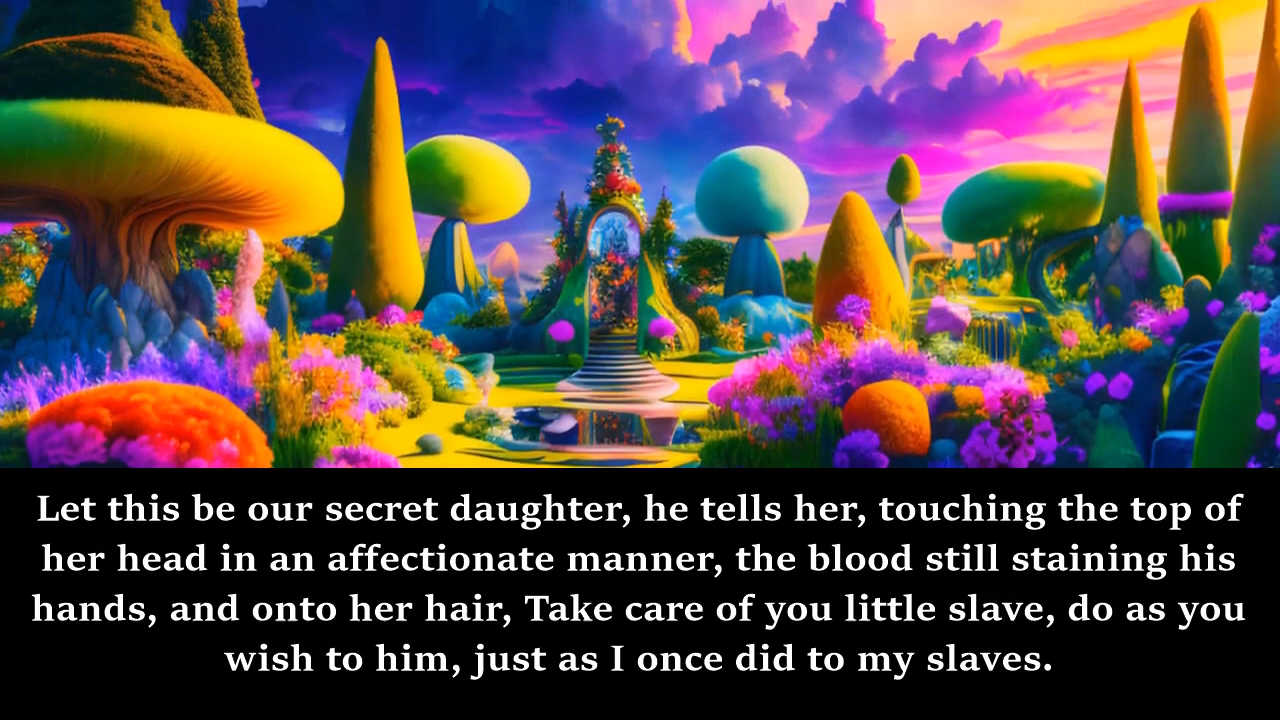 Let this be our secret daughter, he tells her, touching the top of
her head in an affectionate manner, the blood still staining his
hands, and onto her hair, Take care of you little slave, do as you
wish to him, just as I once did to my slaves.